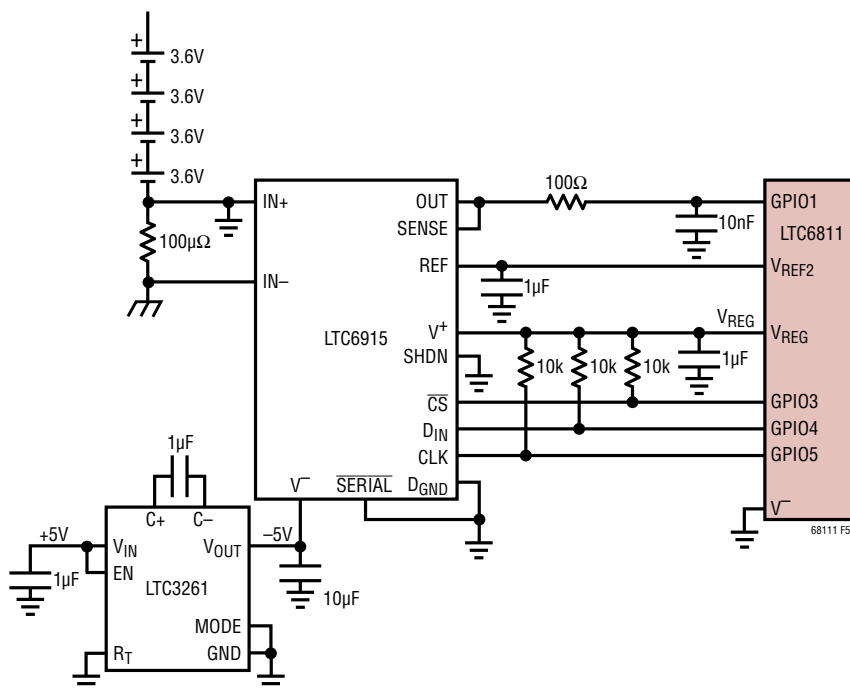 +
3.6V
+
3.6V
+
3.6V
+
3.6V
100µΩ
IN+
IN–
LTC6915
OUT
SENSE
REF
V+
SHDN
CS
DIN
CLK
DGND
SERIAL
V–
100Ω
10nF
1µF
VREG
10k
10k
10k
1µF
GPIO1
LTC6811
VREF2
VREG
GPIO3
GPIO4
GPIO5
V–
68111 F5
1µF
C+
C–
+5V
VIN
EN
1µF
LTC3261
VOUT
–5V
10µF
MODE
GND
RT